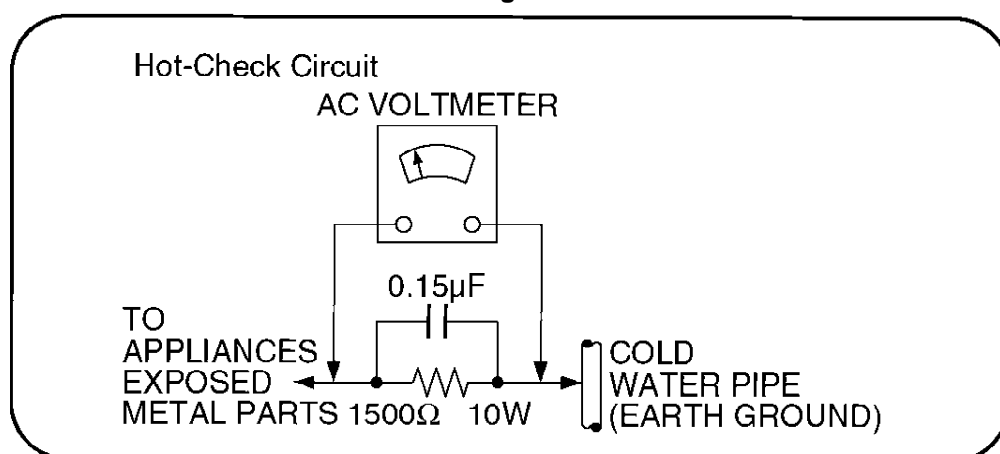 Hot-Check Circuit
AC VOLTMETER
0.15µF
TO
APPLIANCES
EXPOSED
METAL PARTS
1500Ω 10W
COLD
WATER PIPE
(EARTH GROUND)